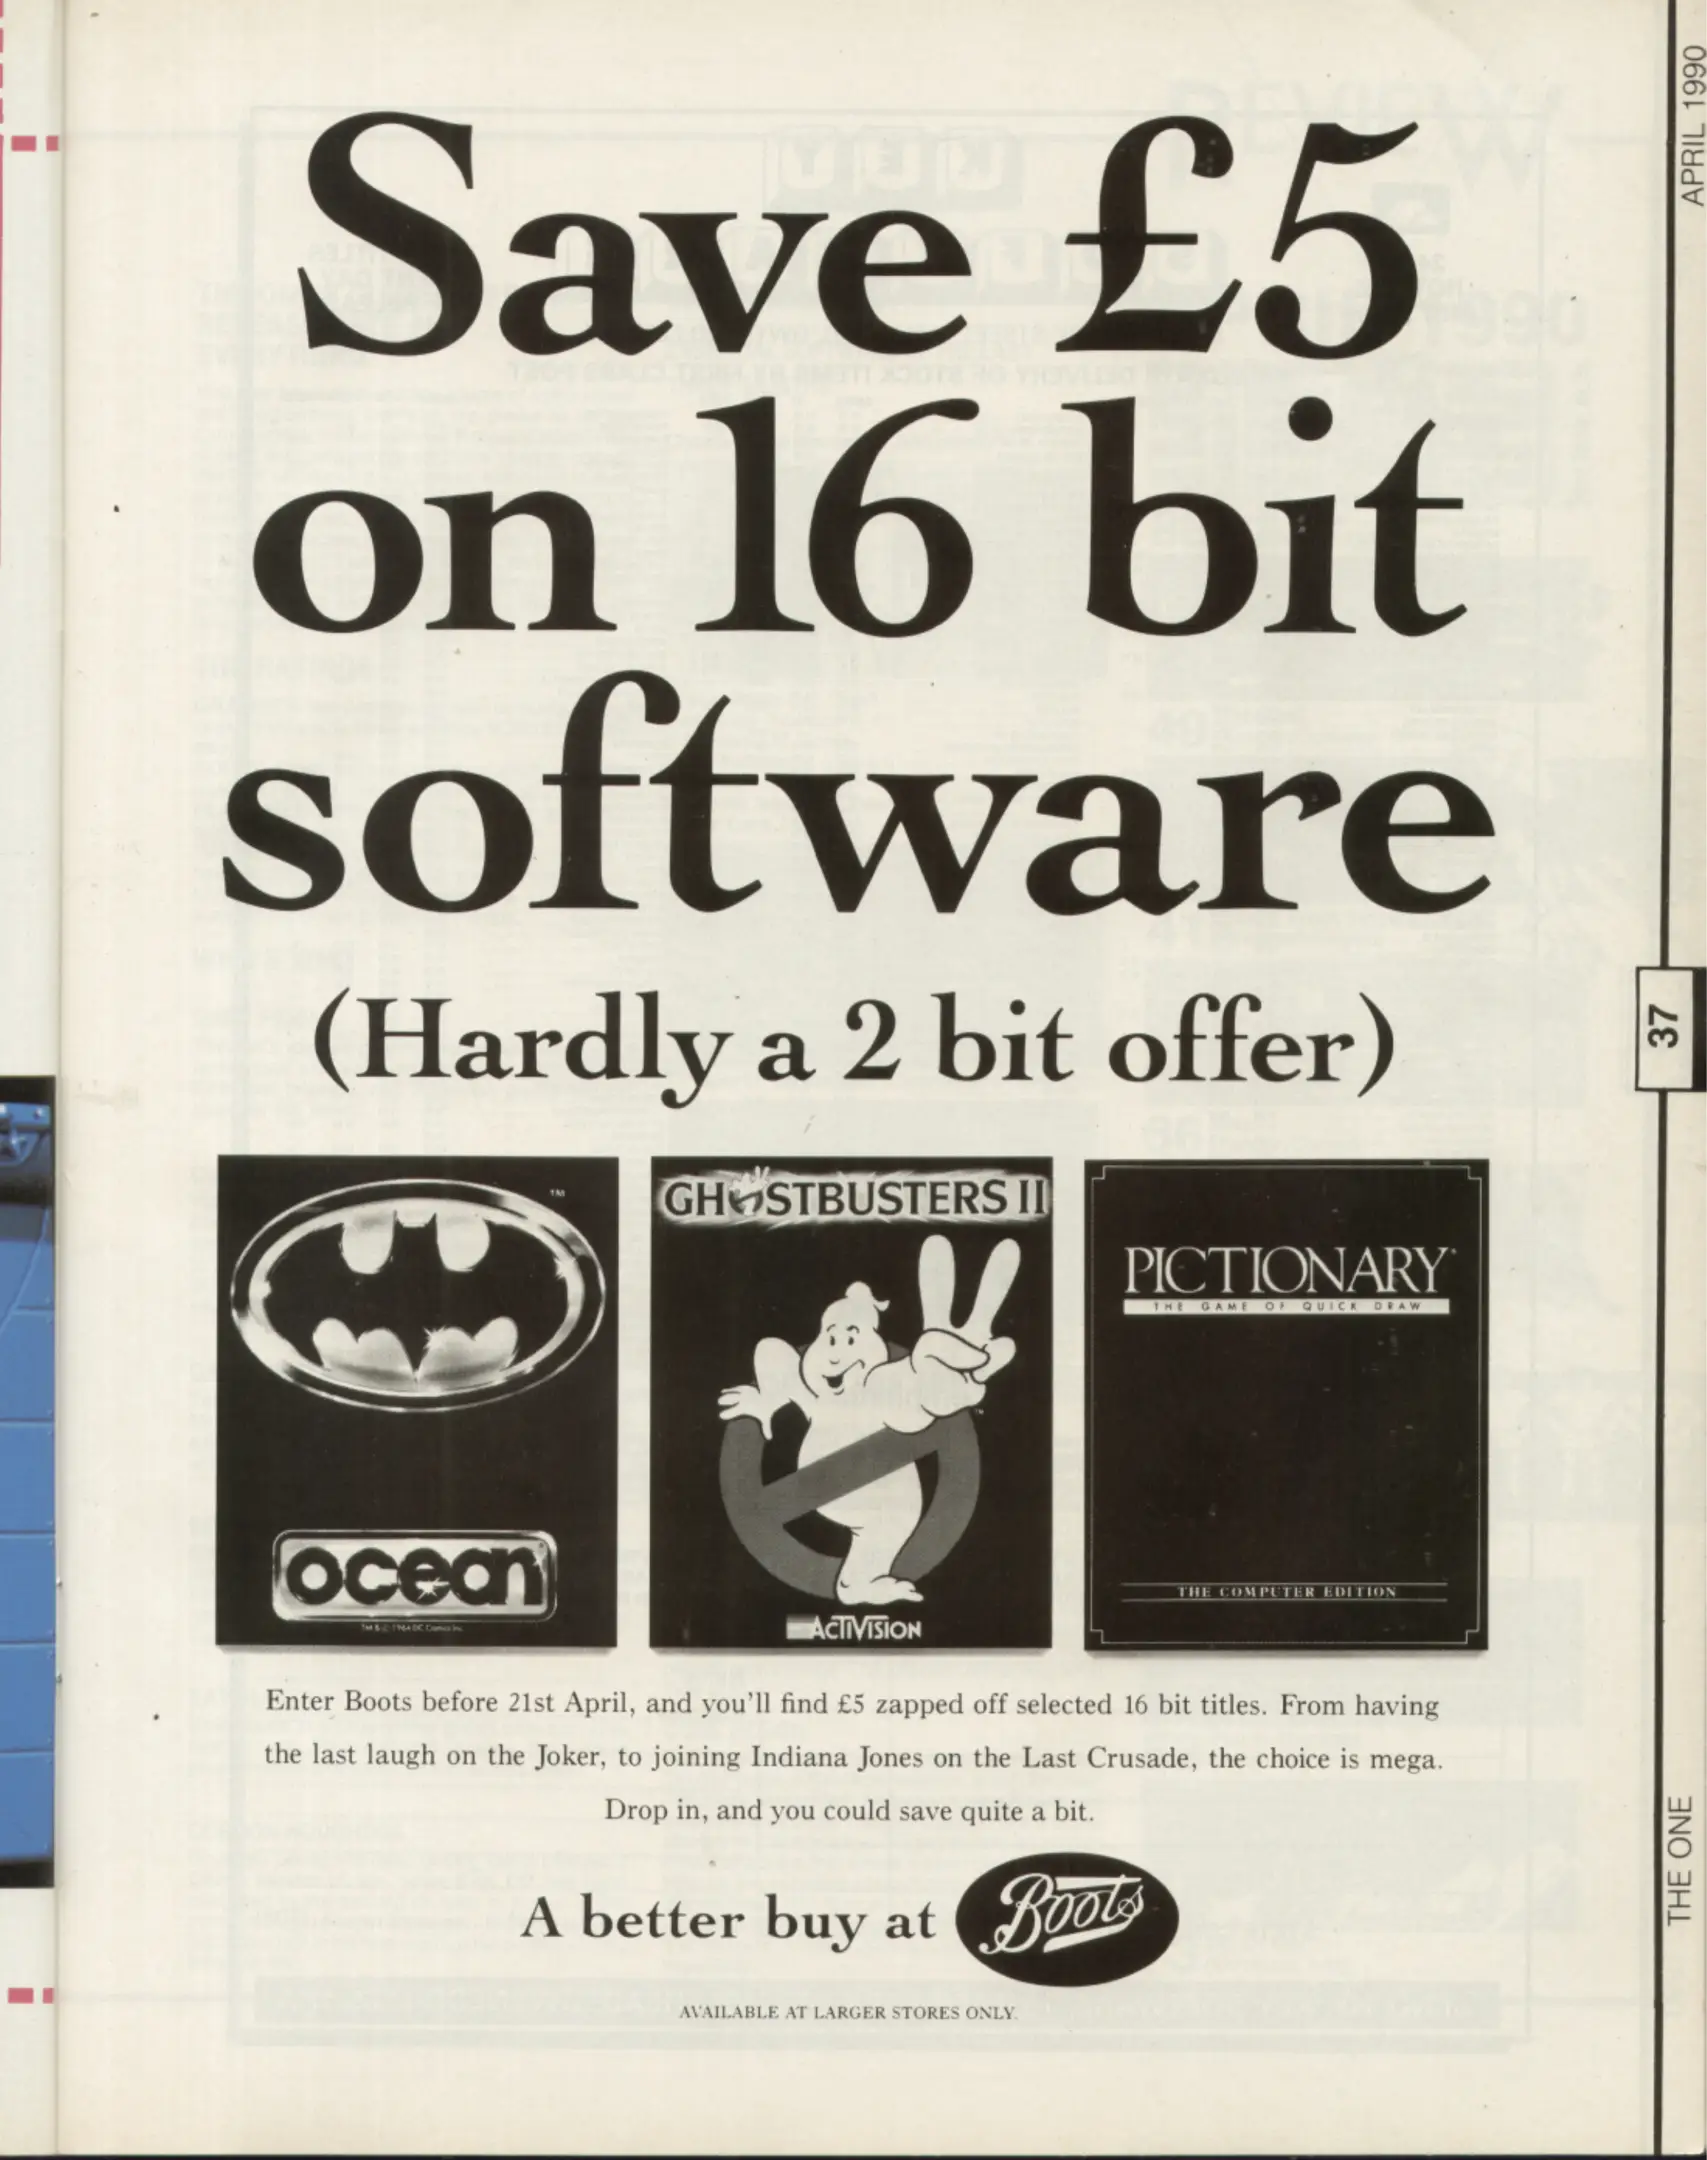 APRIL 1990
Save £5
on 16 bit
software
(Hardly a 2 bit offer)
37
TM
ocean
GHOSTBUSTERS II
TM
ACTIVISION
PICTIONARY
THE GAME OF QUICK DRAW
THE COMPUTER EDITION
Enter Boots before 21st April, and you'll find £5 zapped off selected 16 bit titles. From having
the last laugh on the Joker, to joining Indiana Jones on the Last Crusade, the choice is mega.
Drop in, and you could save quite a bit.
A better buy at Boots
AVAILABLE AT LARGER STORES ONLY.
THE ONE